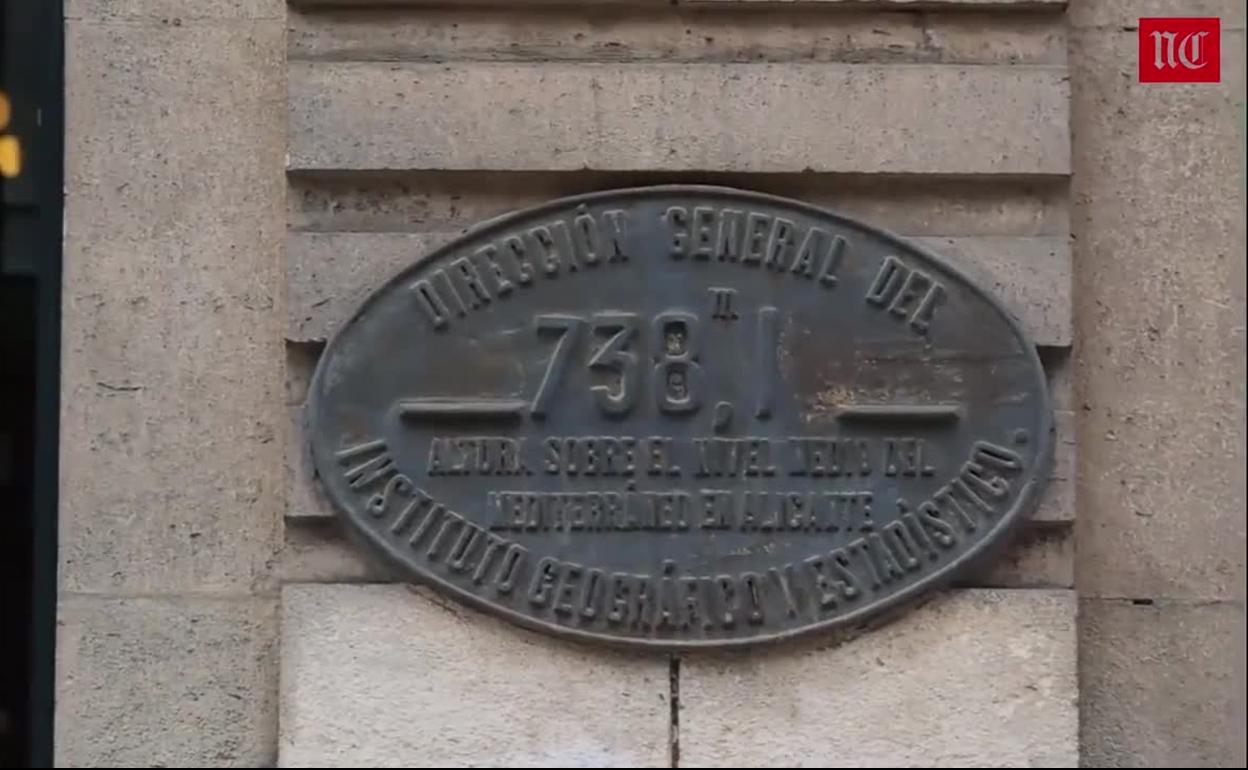 NC
DIRECCIÓN GENERAL DEL
738,1 m
ALTURA SOBRE EL NIVEL MEDIO DEL
MEDITERRÁNEO EN ALICANTE
INSTITUTO GEOGRÁFICO Y ESTADÍSTICO.